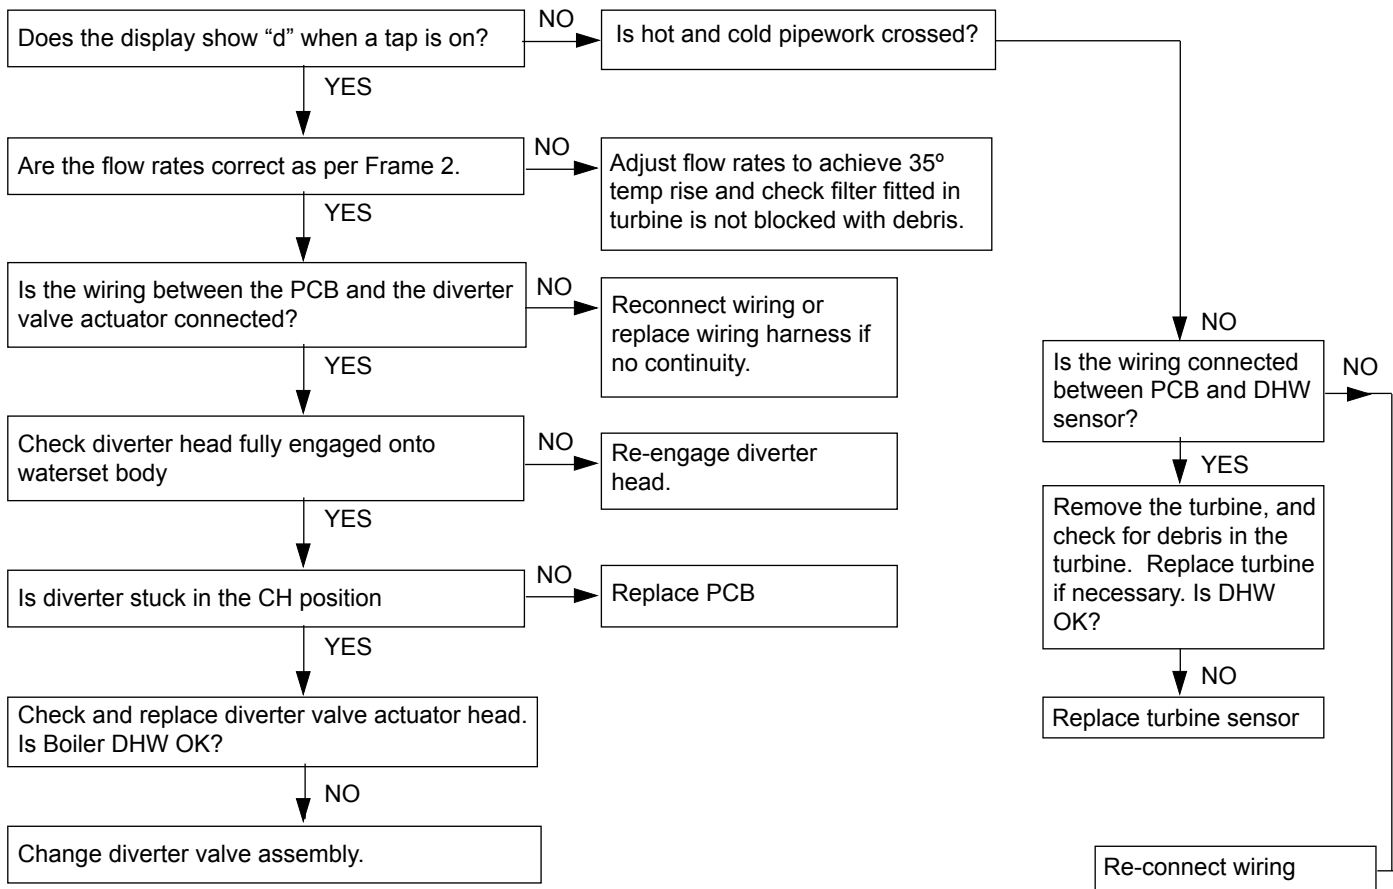 Does the display show “d” when a tap is on?
NO
Is hot and cold pipework crossed?
YES
Are the flow rates correct as per Frame 2.
NO
Adjust flow rates to achieve 35º
temp rise and check filter fitted in
turbine is not blocked with debris.
YES
Is the wiring between the PCB and the diverter
valve actuator connected?
NO
Reconnect wiring or
replace wiring harness if
no continuity.
YES
Check diverter head fully engaged onto
waterset body
NO
Re-engage diverter
head.
YES
Is diverter stuck in the CH position
NO
Replace PCB
YES
Check and replace diverter valve actuator head.
Is Boiler DHW OK?
NO
Change diverter valve assembly.
NO
Is the wiring connected
between PCB and DHW
sensor?
NO
YES
Remove the turbine, and
check for debris in the
turbine.  Replace turbine
if necessary. Is DHW
OK?
NO
Replace turbine sensor
Re-connect wiring